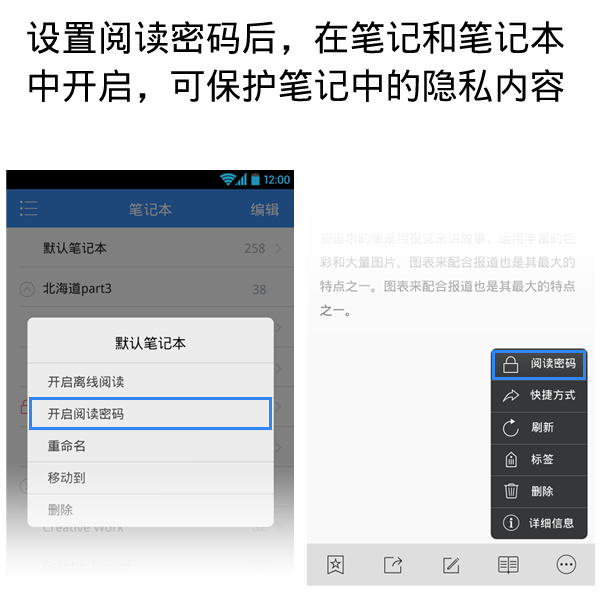 设置阅读密码后，在笔记和笔记本
中开启，可保护笔记中的隐私内容
12:00
笔记本 编辑
默认笔记本 258
北海道part3 38
默认笔记本
开启离线阅读
开启阅读密码
重命名
移动到
删除
Creative Work
初追求的便是用视觉来讲故事，运用丰富的色
彩和大量图片、图表来配合报道也是其最大的
特点之一。图表来配合报道也是其最大的特点
之一。
阅读密码
快捷方式
刷新
标签
删除
详细信息